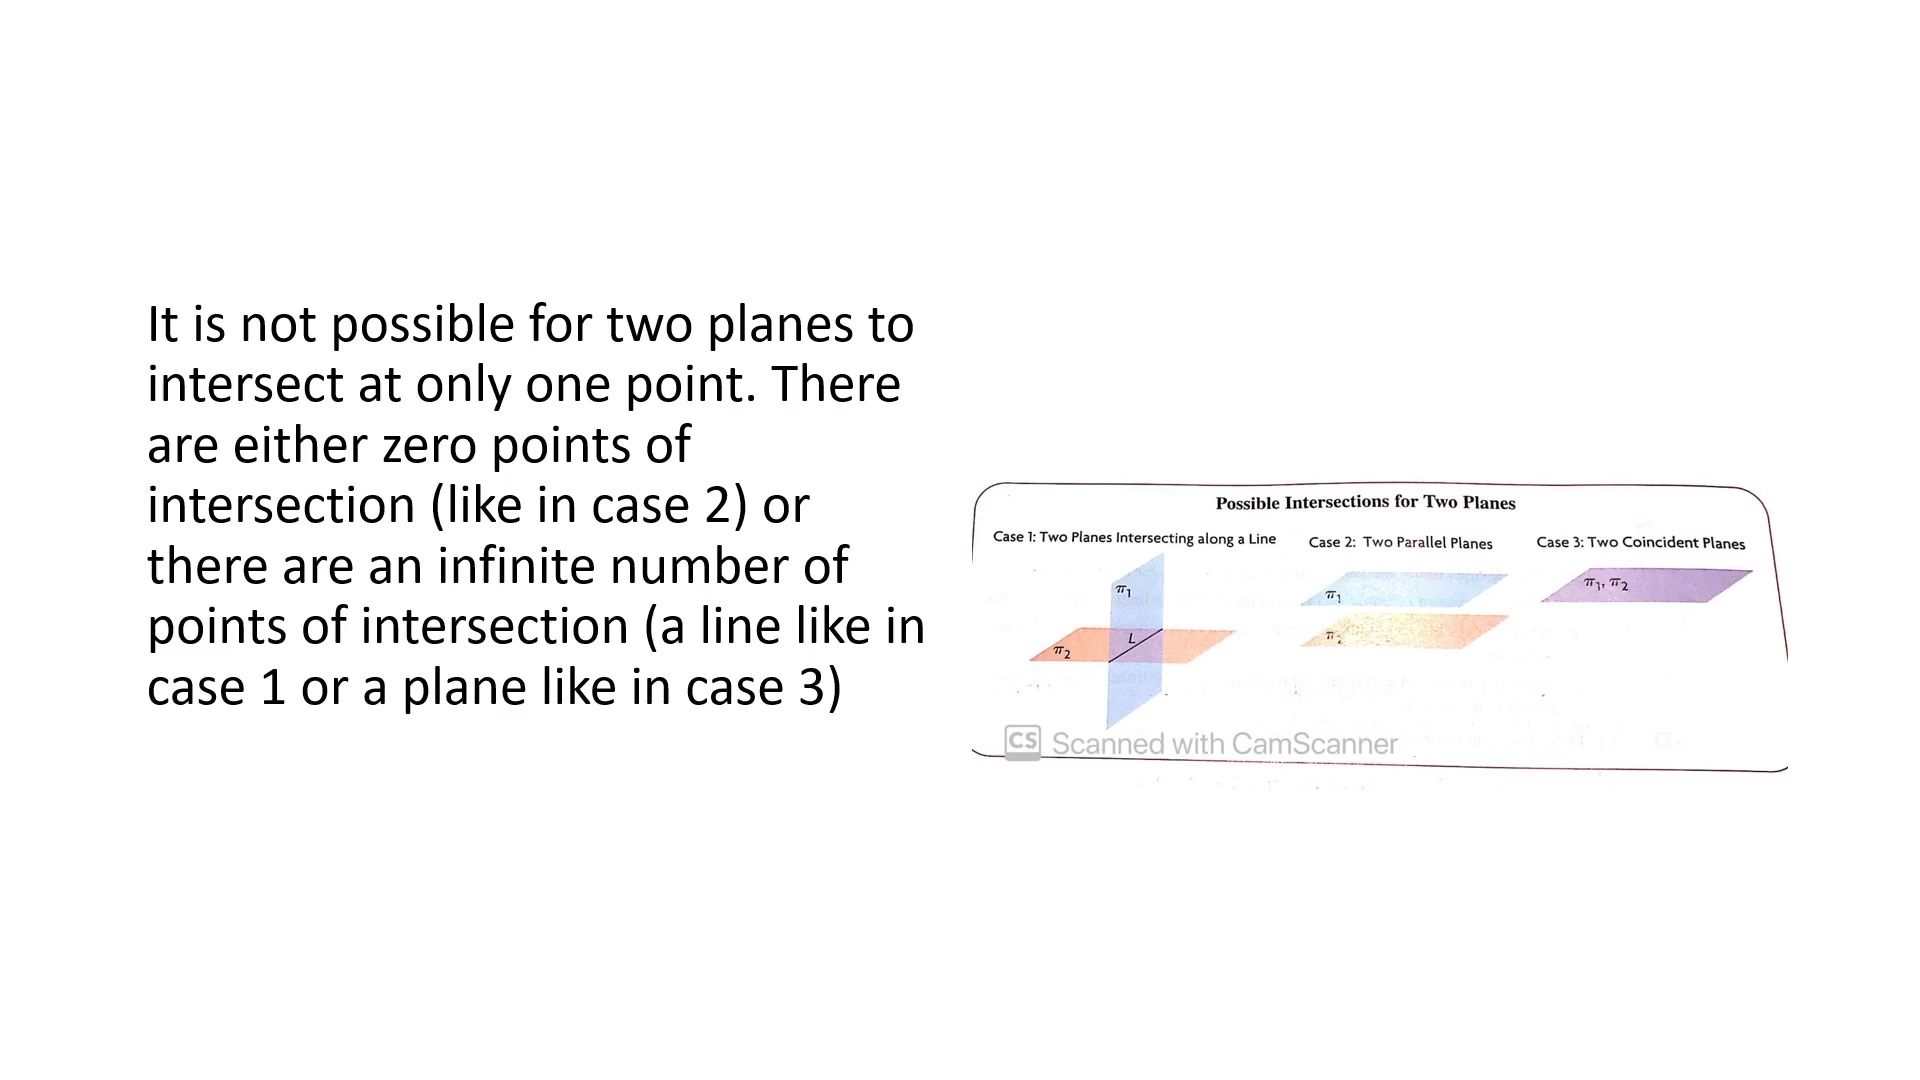 It is not possible for two planes to
intersect at only one point. There
are either zero points of
intersection (like in case 2) or
there are an infinite number of
points of intersection (a line like in
case 1 or a plane like in case 3)
Possible Intersections for Two Planes
Case 1: Two Planes Intersecting along a Line
Case 2: Two Parallel Planes
Case 3: Two Coincident Planes
π1
L
π2
π1
π2
π1, π2
CS Scanned with CamScanner